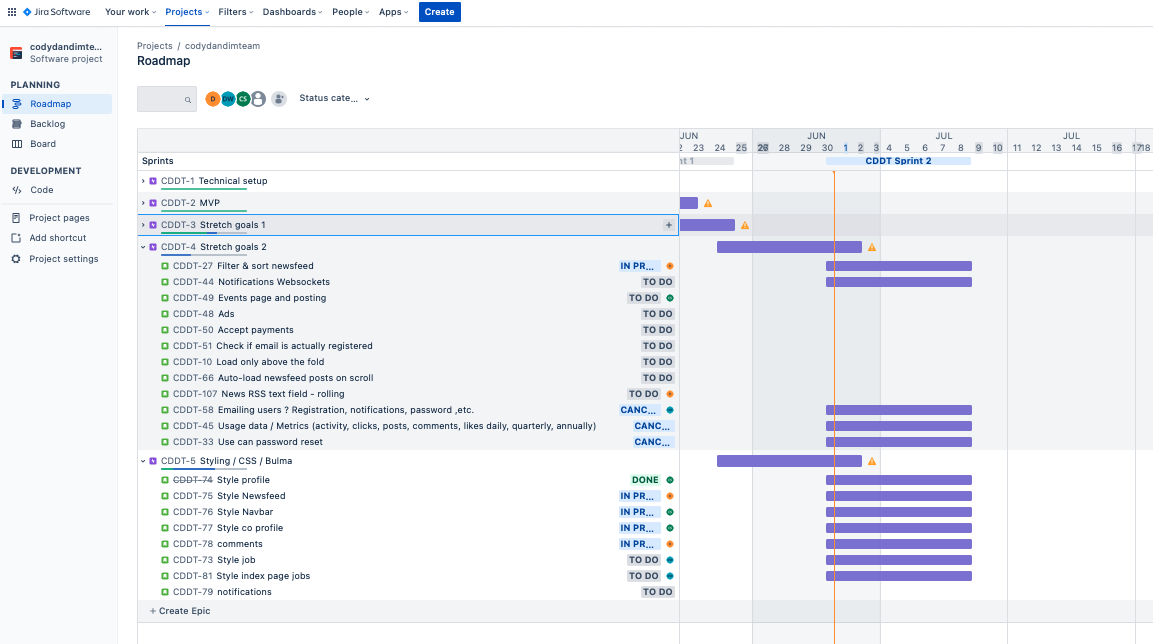 Jira Software Your work Projects Filters Dashboards People Apps Create
codydandimte...
Software project
PLANNING
Roadmap
Backlog
Board
DEVELOPMENT
Code
Project pages
Add shortcut
Project settings
Projects / codydandimteam
Roadmap
D DW CS Status cate...
JUN JUN JUL JUL
2 23 24 25 26 27 28 29 30 1 2 3 4 5 6 7 8 9 10 11 12 13 14 15 16 17 18
Sprints nt 1 CDDT Sprint 2
CDDT-1 Technical setup
CDDT-2 MVP
CDDT-3 Stretch goals 1 +
CDDT-4 Stretch goals 2
CDDT-27 Filter & sort newsfeed IN PR...
CDDT-44 Notifications Websockets TO DO
CDDT-49 Events page and posting TO DO
CDDT-48 Ads TO DO
CDDT-50 Accept payments TO DO
CDDT-51 Check if email is actually registered TO DO
CDDT-10 Load only above the fold TO DO
CDDT-66 Auto-load newsfeed posts on scroll TO DO
CDDT-107 News RSS text field - rolling TO DO
CDDT-58 Emailing users ? Registration, notifications, password ,etc. CANC...
CDDT-45 Usage data / Metrics (activity, clicks, posts, comments, likes daily, quarterly, annually) CANC...
CDDT-33 Use can password reset CANC...
CDDT-5 Styling / CSS / Bulma
CDDT-74 Style profile DONE
CDDT-75 Style Newsfeed IN PR...
CDDT-76 Style Navbar IN PR...
CDDT-77 Style co profile IN PR...
CDDT-78 comments IN PR...
CDDT-73 Style job TO DO
CDDT-81 Style index page jobs TO DO
CDDT-79 notifications TO DO
+ Create Epic